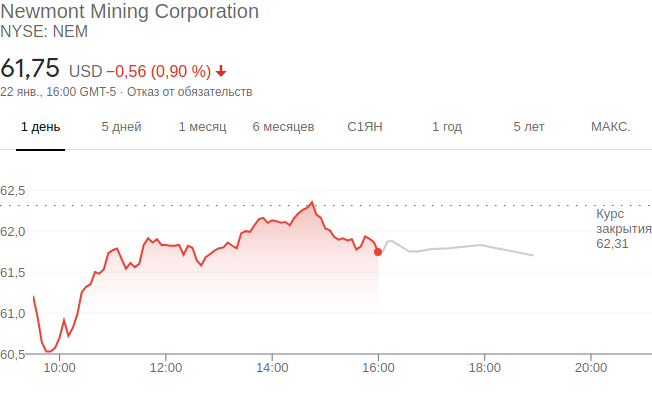 Newmont Mining Corporation
NYSE: NEM
61,75 USD −0,56 (0,90 %)
22 янв., 16:00 GMT-5 · Отказ от обязательств
1 день 5 дней 1 месяц 6 месяцев С1ЯН 1 год 5 лет МАКС.
62,5
Курс
закрытия
62,0
62,31
61,5
61,0
60,5
10:00 12:00 14:00 16:00 18:00 20:00